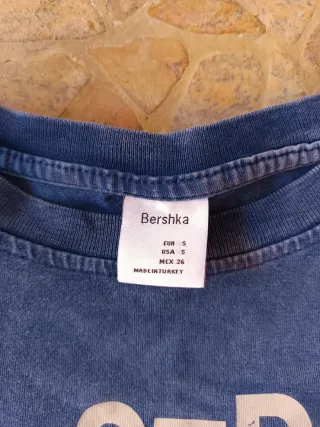 Bershka
EUR S
USA S
MEX 26
MADE IN TURKEY